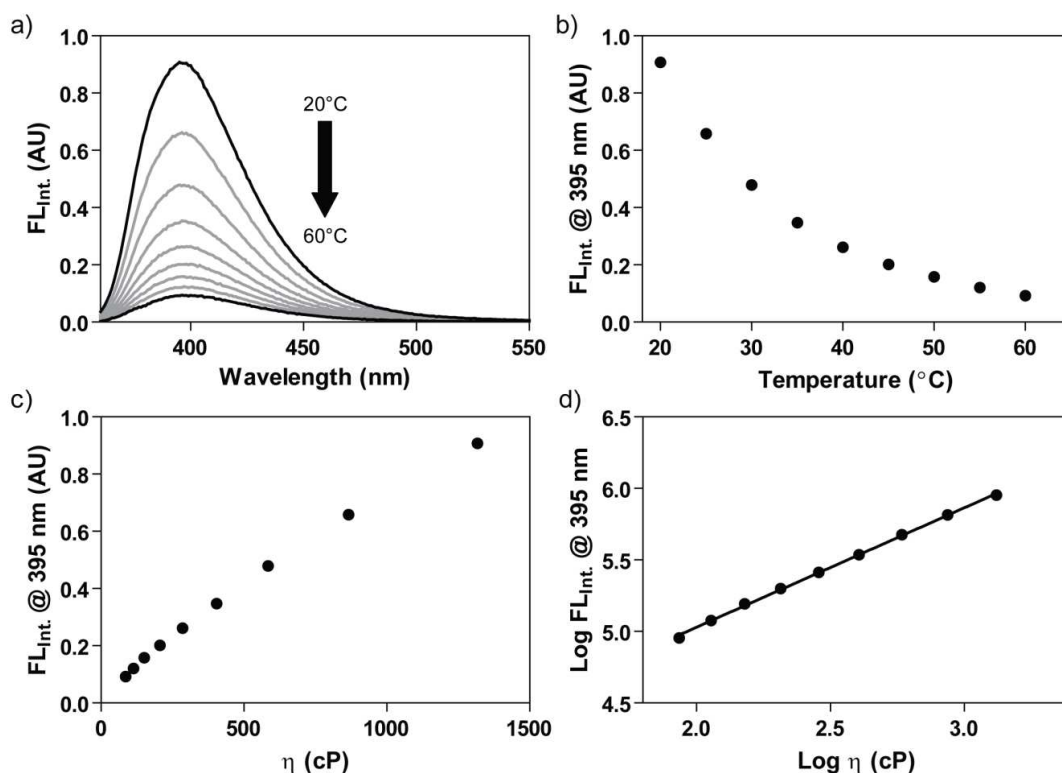 a)
FLInt. (AU)
1.0
0.8
0.6
0.4
0.2
0.0
20°C
60°C
400
450
500
550
Wavelength (nm)
b)
FLInt. @ 395 nm (AU)
1.0
0.8
0.6
0.4
0.2
0.0
20
30
40
50
60
Temperature (°C)
c)
FLInt. @ 395 nm (AU)
1.0
0.8
0.6
0.4
0.2
0.0
0
500
1000
1500
η (cP)
d)
Log FLInt. @ 395 nm
6.5
6.0
5.5
5.0
4.5
2.0
2.5
3.0
Log η (cP)